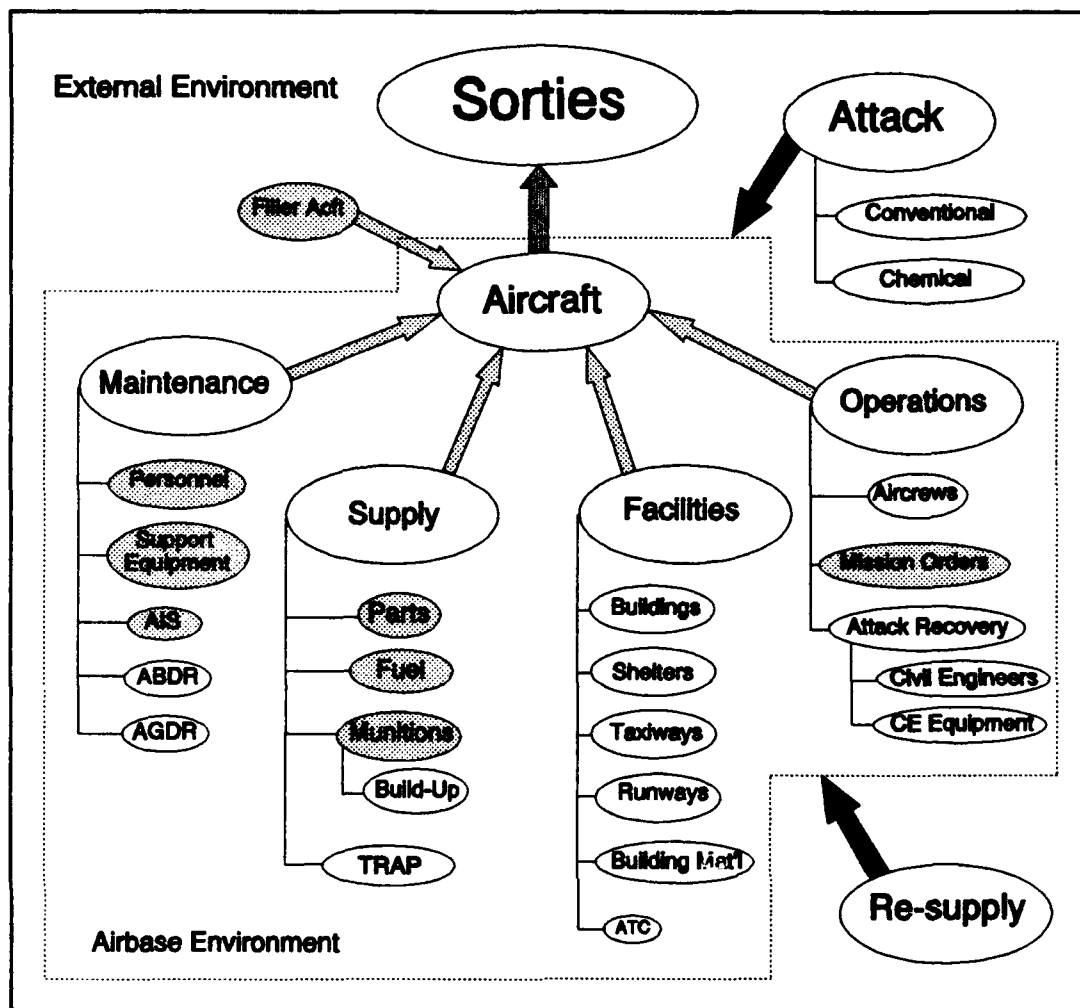 External Environment
Sorties
Attack
Conventional
Chemical
Filler Acft
Aircraft
Maintenance
Personnel
Support
Equipment
AIS
ABDR
AGDR
Supply
Parts
Fuel
Munitions
Build-Up
TRAP
Facilities
Buildings
Shelters
Taxiways
Runways
Building Mat'l
ATC
Operations
Aircrews
Mission Orders
Attack Recovery
Civil Engineers
CE Equipment
Airbase Environment
Re-supply